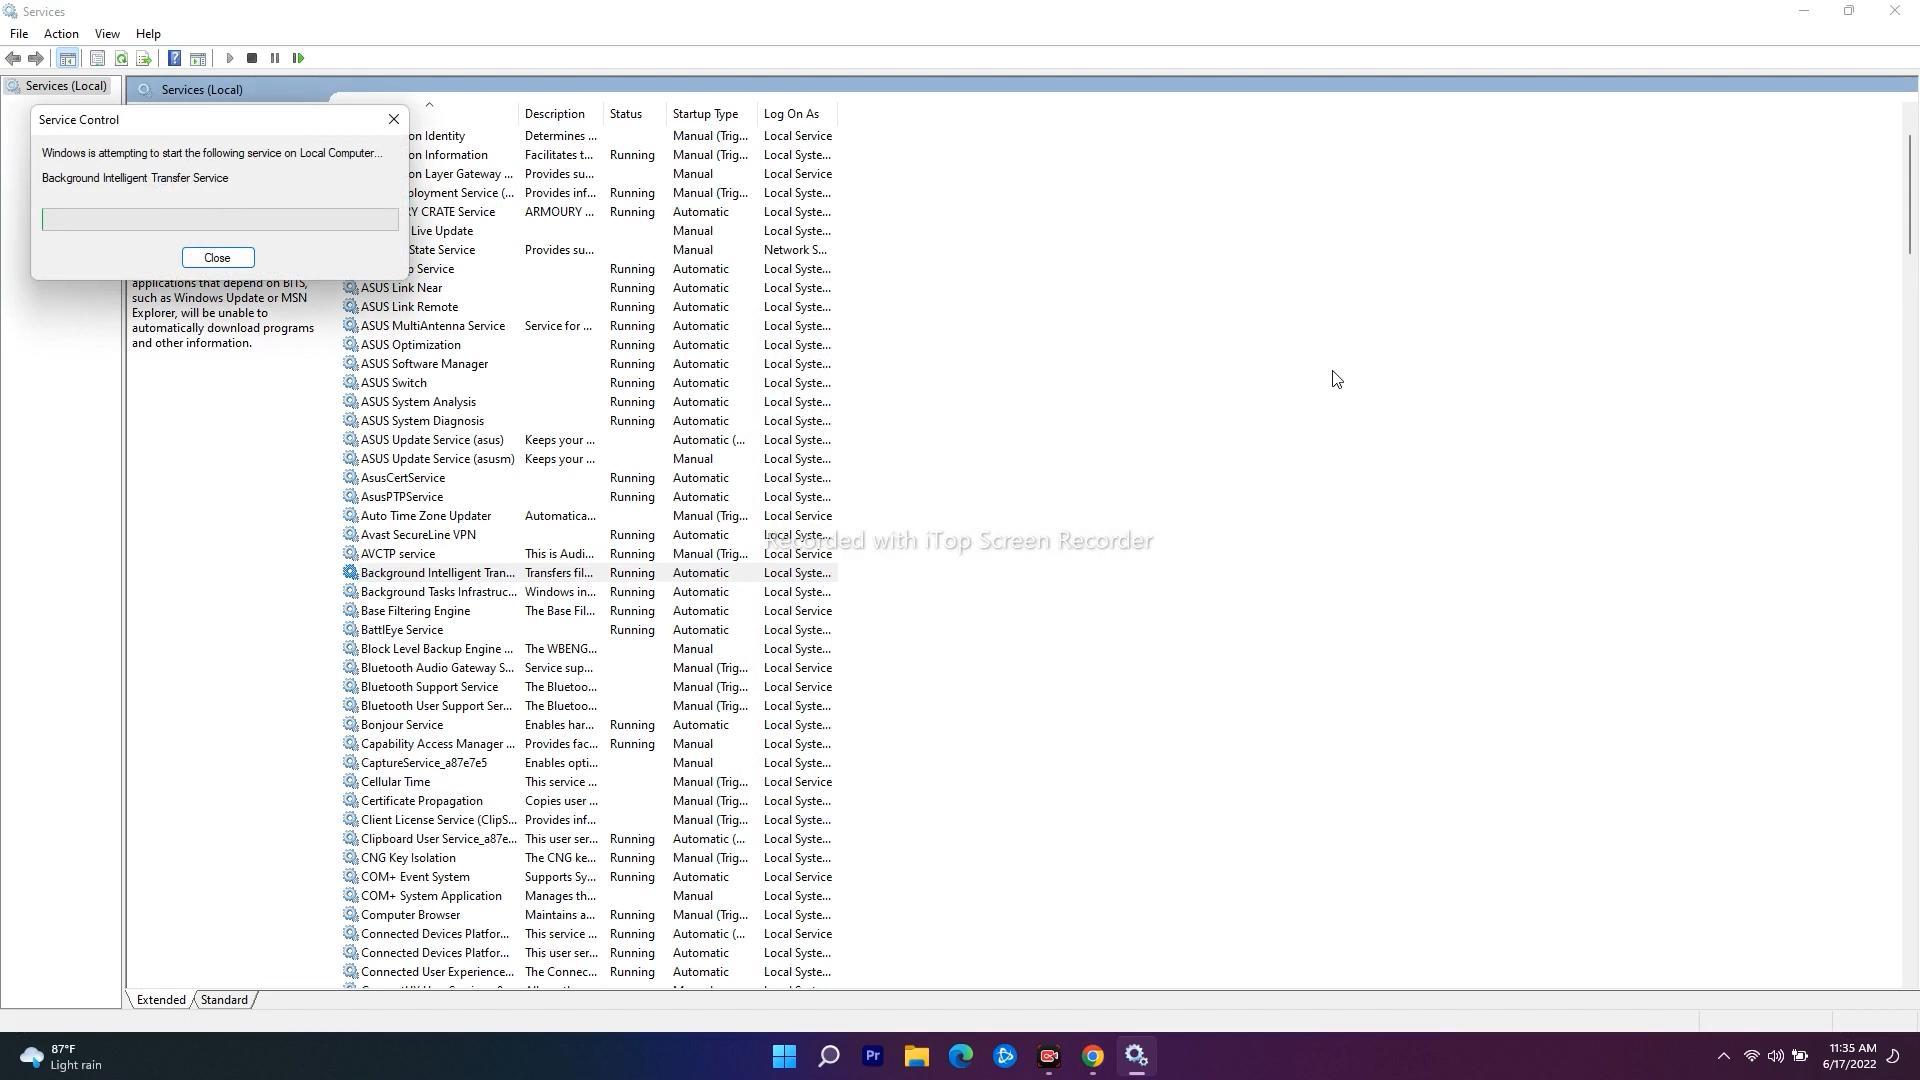 Services
File Action View Help
Services (Local)
Services (Local)
Service Control
Windows is attempting to start the following service on Local Computer...
Background Intelligent Transfer Service
Close
applications that depend on BITS,
such as Windows Update or MSN
Explorer, will be unable to
automatically download programs
and other information.
Description Status Startup Type Log On As
on Identity Determines ... Manual (Trig... Local Service
on Information Facilitates t... Running Manual (Trig... Local Syste...
on Layer Gateway ... Provides su... Manual Local Service
ployment Service (... Provides inf... Running Manual (Trig... Local Syste...
Y CRATE Service ARMOURY ... Running Automatic Local Syste...
Live Update Manual Local Syste...
State Service Provides su... Manual Network S...
p Service Running Automatic Local Syste...
ASUS Link Near Running Automatic Local Syste...
ASUS Link Remote Running Automatic Local Syste...
ASUS MultiAntenna Service Service for ... Running Automatic Local Syste...
ASUS Optimization Running Automatic Local Syste...
ASUS Software Manager Running Automatic Local Syste...
ASUS Switch Running Automatic Local Syste...
ASUS System Analysis Running Automatic Local Syste...
ASUS System Diagnosis Running Automatic Local Syste...
ASUS Update Service (asus) Keeps your ... Automatic (... Local Syste...
ASUS Update Service (asusm) Keeps your ... Manual Local Syste...
AsusCertService Running Automatic Local Syste...
AsusPTPService Running Automatic Local Syste...
Auto Time Zone Updater Automatica... Manual (Trig... Local Service
Avast SecureLine VPN Running Automatic Local Syste...
Recorded with iTop Screen Recorder
AVCTP service This is Audi... Running Manual (Trig... Local Service
Background Intelligent Tran... Transfers fil... Running Automatic Local Syste...
Background Tasks Infrastruc... Windows in... Running Automatic Local Syste...
Base Filtering Engine The Base Fil... Running Automatic Local Service
BattlEye Service Running Automatic Local Syste...
Block Level Backup Engine ... The WBENG... Manual Local Syste...
Bluetooth Audio Gateway S... Service sup... Manual (Trig... Local Service
Bluetooth Support Service The Bluetoo... Manual (Trig... Local Service
Bluetooth User Support Ser... The Bluetoo... Manual (Trig... Local Syste...
Bonjour Service Enables har... Running Automatic Local Syste...
Capability Access Manager ... Provides fac... Running Manual Local Syste...
CaptureService_a87e7e5 Enables opti... Manual Local Syste...
Cellular Time This service ... Manual (Trig... Local Service
Certificate Propagation Copies user ... Manual (Trig... Local Syste...
Client License Service (ClipS... Provides inf... Manual (Trig... Local Syste...
Clipboard User Service_a87e... This user ser... Running Automatic (... Local Syste...
CNG Key Isolation The CNG ke... Running Manual (Trig... Local Syste...
COM+ Event System Supports Sy... Running Automatic Local Service
COM+ System Application Manages th... Manual Local Syste...
Computer Browser Maintains a... Running Manual (Trig... Local Syste...
Connected Devices Platfor... This service ... Running Automatic (... Local Service
Connected Devices Platfor... This user ser... Running Automatic Local Syste...
Connected User Experience... The Connec... Running Automatic Local Syste...
Extended Standard
87°F
Light rain
Pr
11:35 AM
6/17/2022